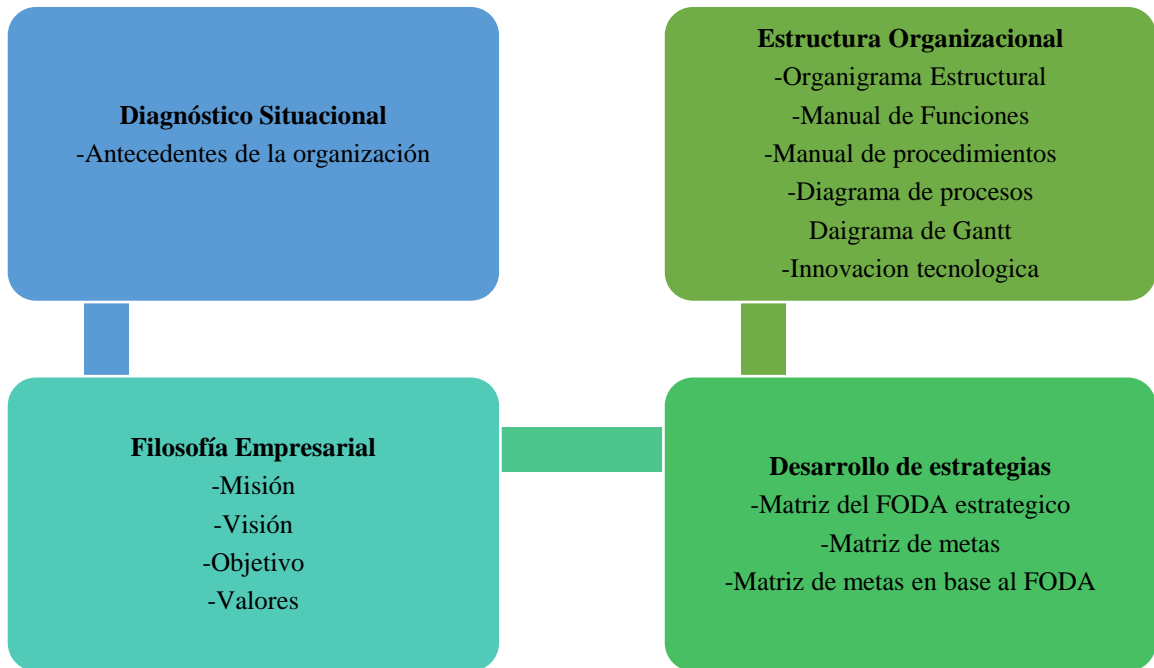 Diagnóstico Situacional
-Antecedentes de la organización
Filosofía Empresarial
-Misión
-Visión
-Objetivo
-Valores
Desarrollo de estrategias
-Matriz del FODA estrategico
-Matriz de metas
-Matriz de metas en base al FODA
Estructura Organizacional
-Organigrama Estructural
-Manual de Funciones
-Manual de procedimientos
-Diagrama de procesos
Daigrama de Gantt
-Innovacion tecnologica